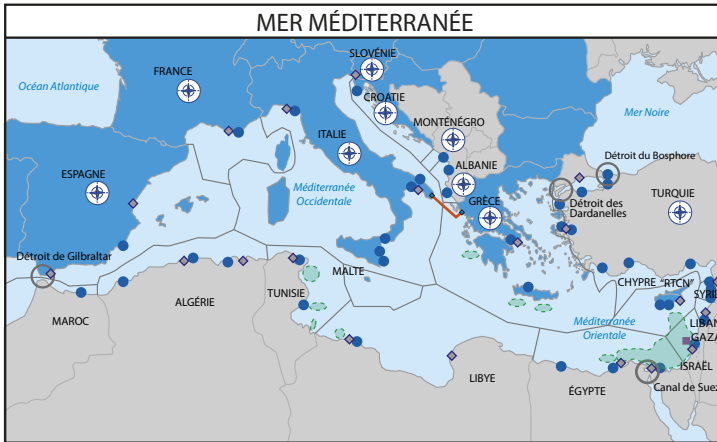 MER MÉDITERRANÉE
SLOVÉNIE
FRANCE
Océan Atlantique
CROATIE
Mer Noire
MONTÉNÉGRO
ITALIE
Détroit du Bosphore
ALBANIE
ESPAGNE
Méditerranée
Occidentale
GRÈCE
TURQUIE
Détroit des
Dardanelles
Détroit de Gilbraltar
MALTE
CHYPRE "RTCN"
SYRIE
TUNISIE
ALGÉRIE
MAROC
Méditerranée
Orientale
LIBAN
GAZA
ISRAËL
LIBYE
ÉGYPTE
Canal de Suez